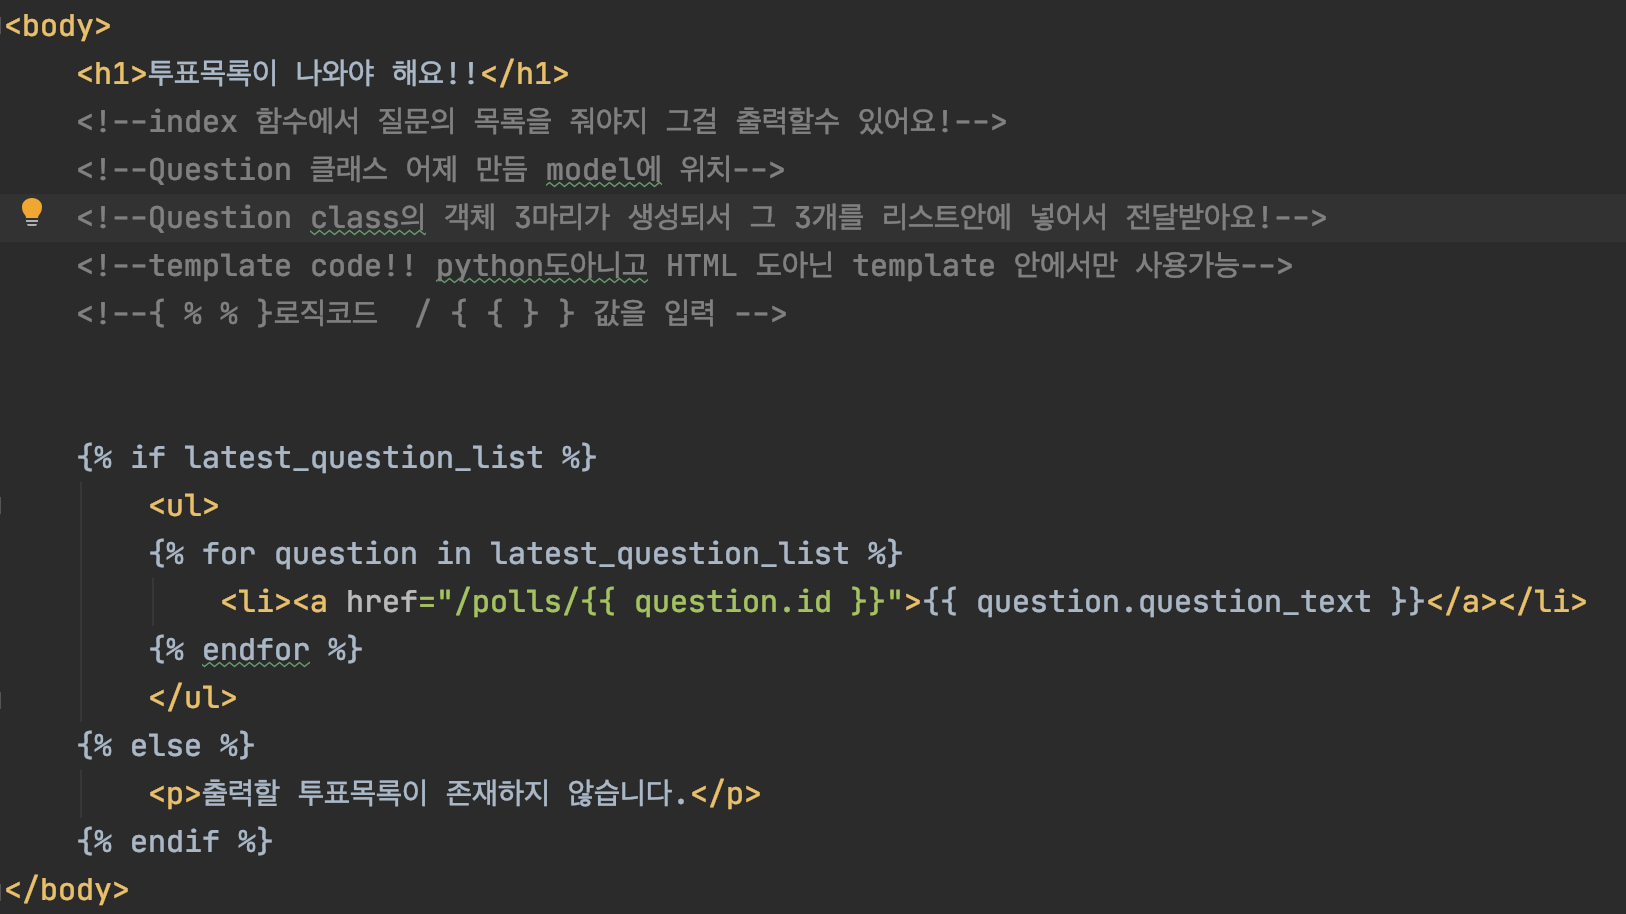 <body>
<h1>투표목록이 나와야 해요!!</h1>
<!--index 함수에서 질문의 목록을 줘야지 그걸 출력할수 있어요!-->
<!--Question 클래스 어제 만듬 model에 위치-->
<!--Question class의 객체 3마리가 생성되서 그 3개를 리스트안에 넣어서 전달받아요!-->
<!--template code!! python도아니고 HTML 도아닌 template 안에서만 사용가능-->
<!--{ % % }로직코드  / { { } } 값을 입력 -->
{% if latest_question_list %}
<ul>
{% for question in latest_question_list %}
<li><a href="/polls/{{ question.id }}">{{ question.question_text }}</a></li>
{% endfor %}
</ul>
{% else %}
<p>출력할 투표목록이 존재하지 않습니다.</p>
{% endif %}
</body>